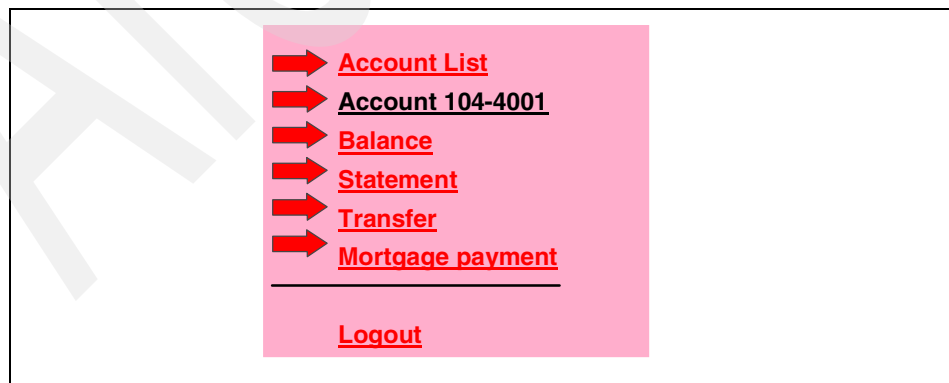 Account List
Account 104-4001
Balance
Statement
Transfer
Mortgage payment
Logout